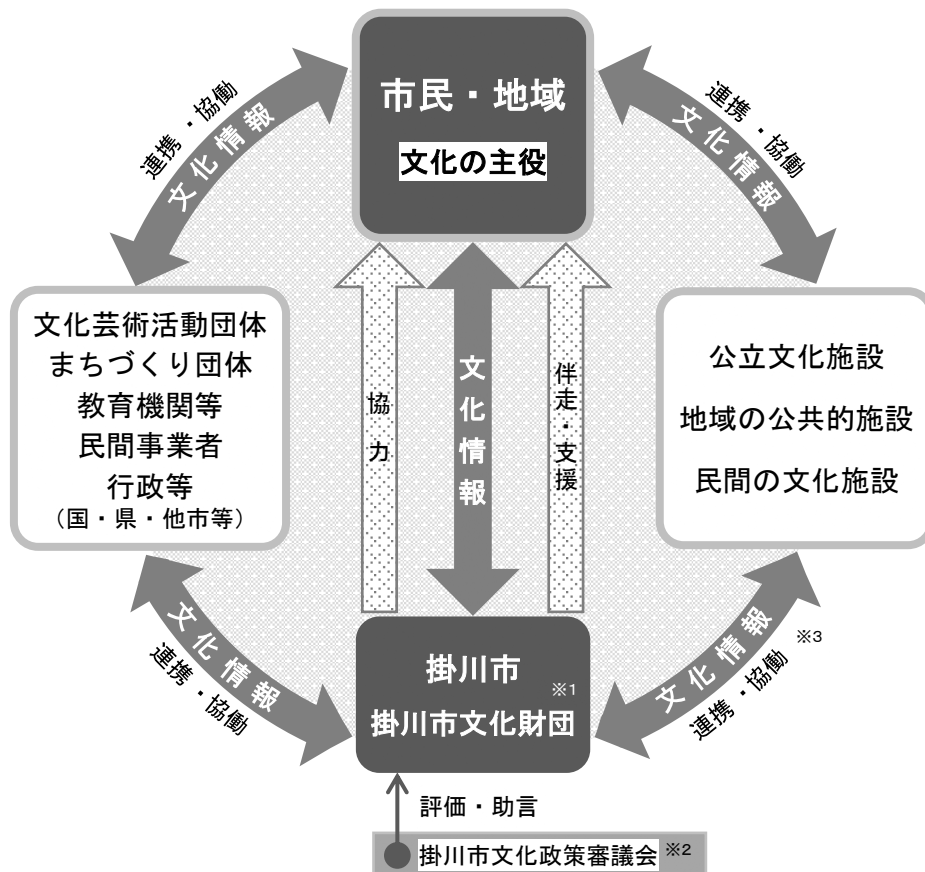 市民・地域
文化の主役
連携・協働
文化情報
連携・協働
文化情報
文化芸術活動団体
まちづくり団体
教育機関等
民間事業者
行政等
（国・県・他市等）
協力
文化情報
伴走・支援
公立文化施設
地域の公共的施設
民間の文化施設
文化情報
連携・協働
文化情報
連携・協働 ※3
掛川市
掛川市文化財団 ※1
評価・助言
掛川市文化政策審議会 ※2